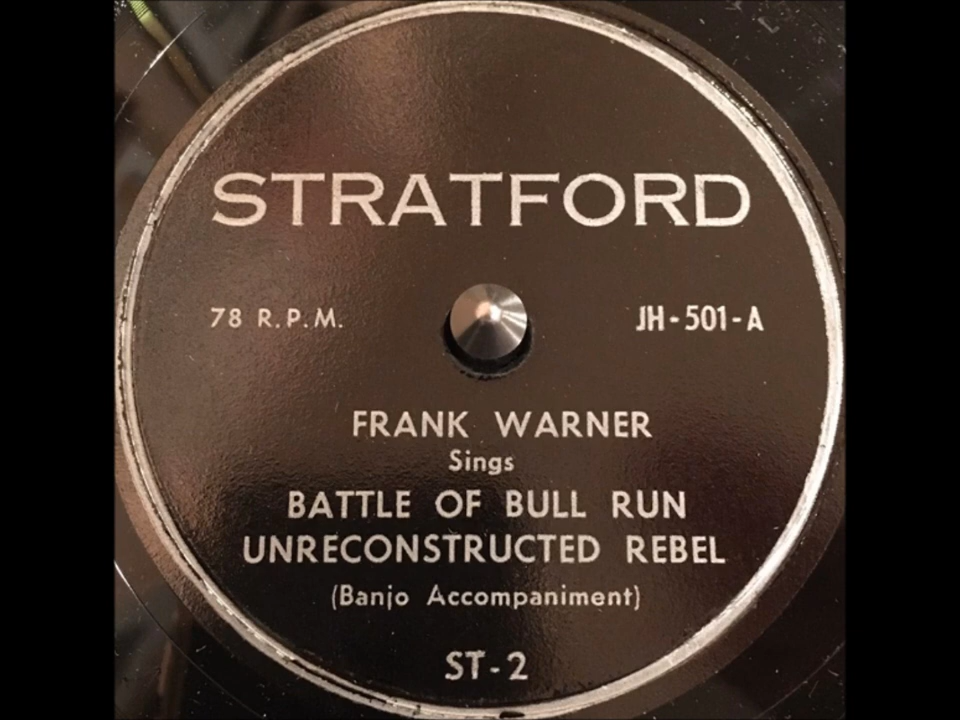 STRATFORD
78 R.P.M. JH-501-A
FRANK WARNER
Sings
BATTLE OF BULL RUN
UNRECONSTRUCTED REBEL
(Banjo Accompaniment)
ST-2